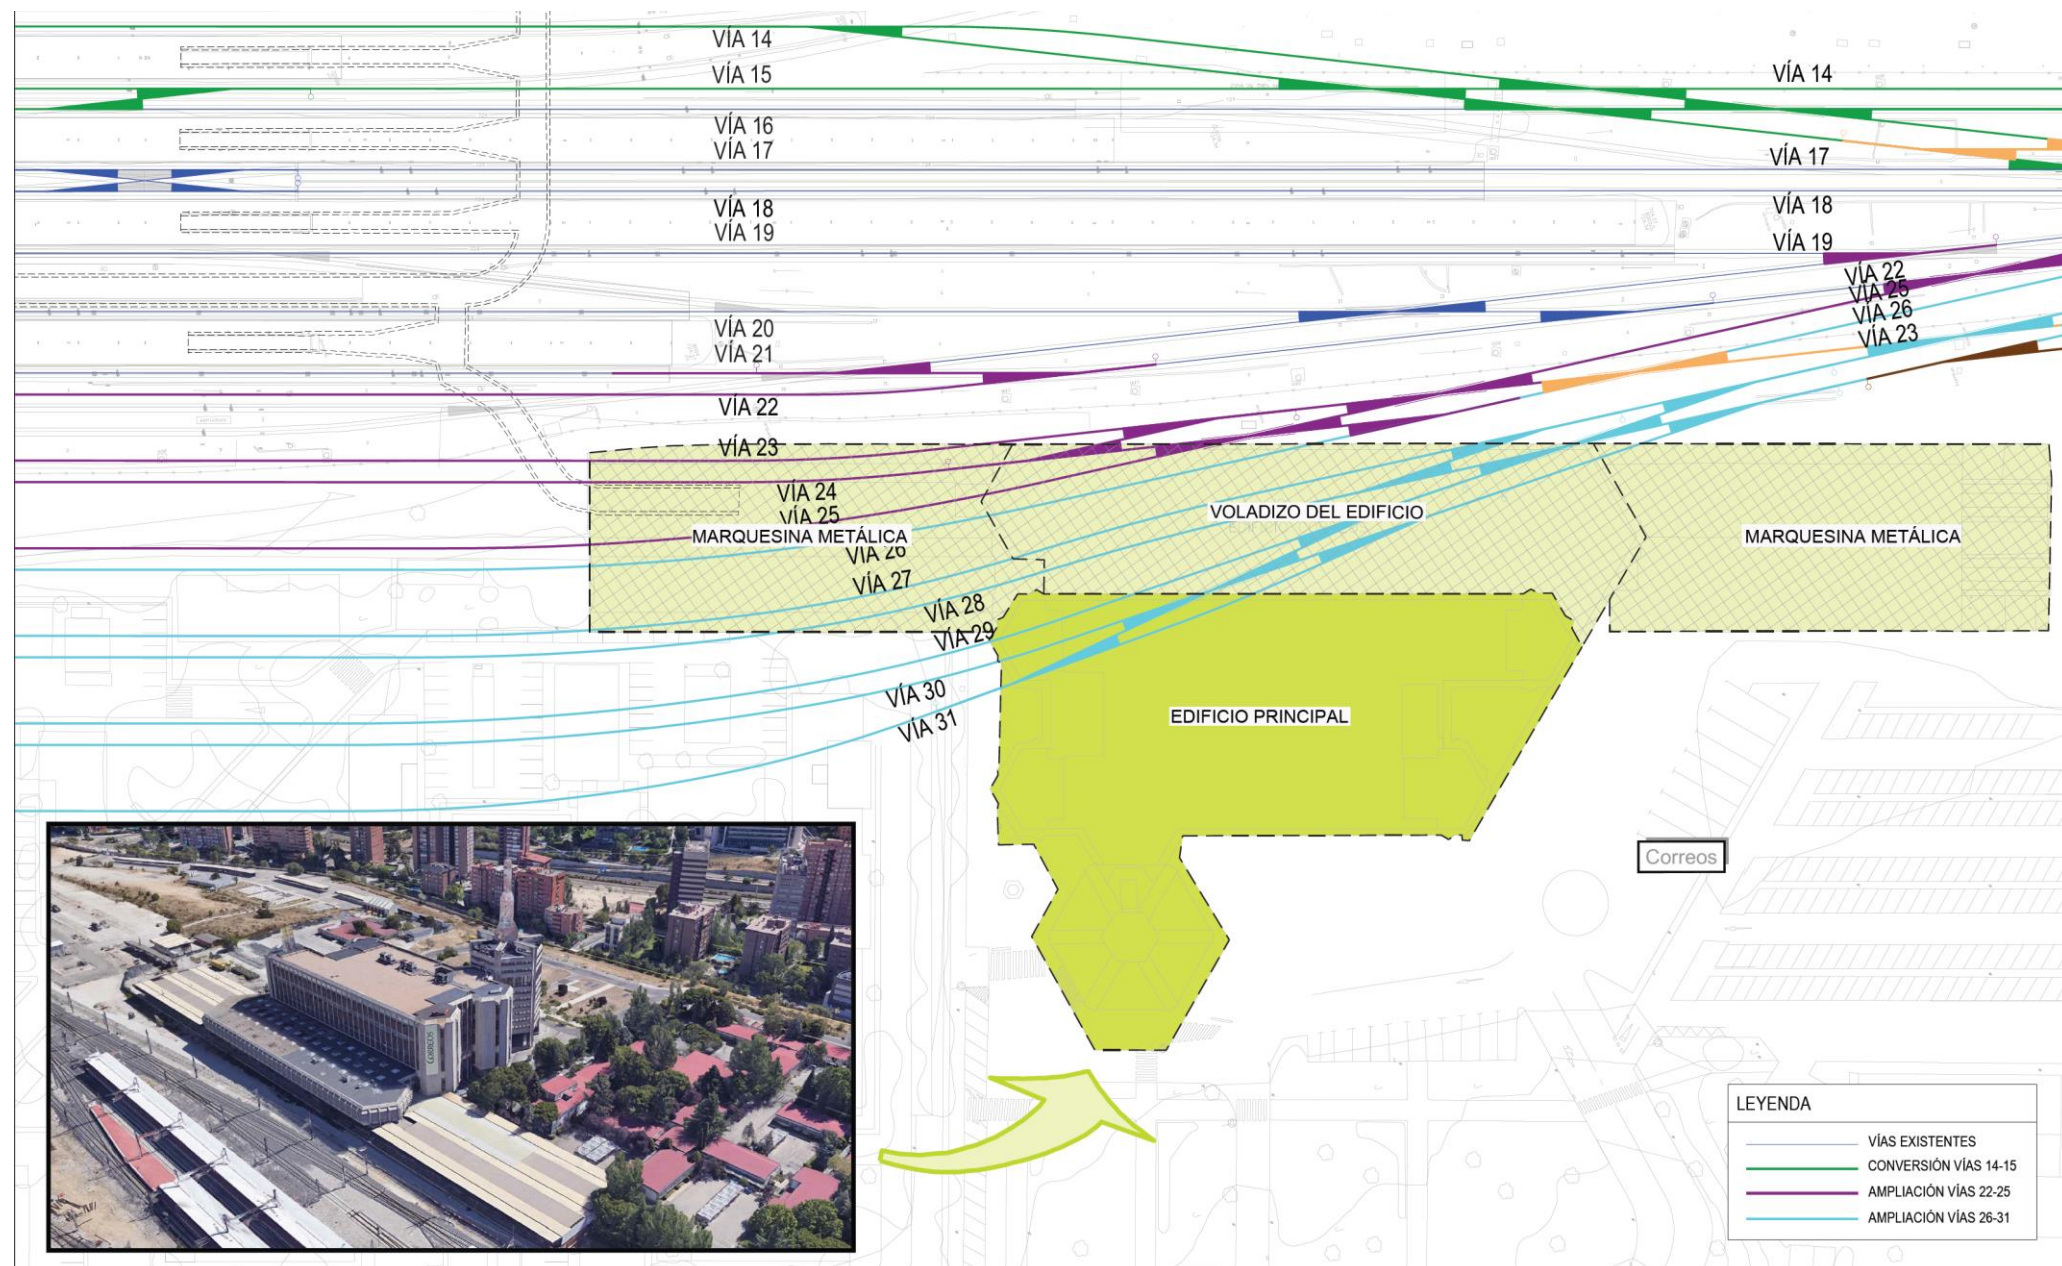 VÍA 14
VÍA 15
VÍA 14
VÍA 16
VÍA 17
VÍA 17
VÍA 18
VÍA 19
VÍA 18
VÍA 19
VÍA 22
VÍA 25
VÍA 26
VÍA 23
VÍA 20
VÍA 21
VÍA 22
VÍA 23
VÍA 24
VÍA 25
MARQUESINA METÁLICA
VÍA 26
VÍA 27
VÍA 28
VÍA 29
VÍA 30
VÍA 31
VOLADIZO DEL EDIFICIO
MARQUESINA METÁLICA
EDIFICIO PRINCIPAL
Correos
CORREOS
LEYENDA
VÍAS EXISTENTES
CONVERSIÓN VÍAS 14-15
AMPLIACIÓN VÍAS 22-25
AMPLIACIÓN VÍAS 26-31